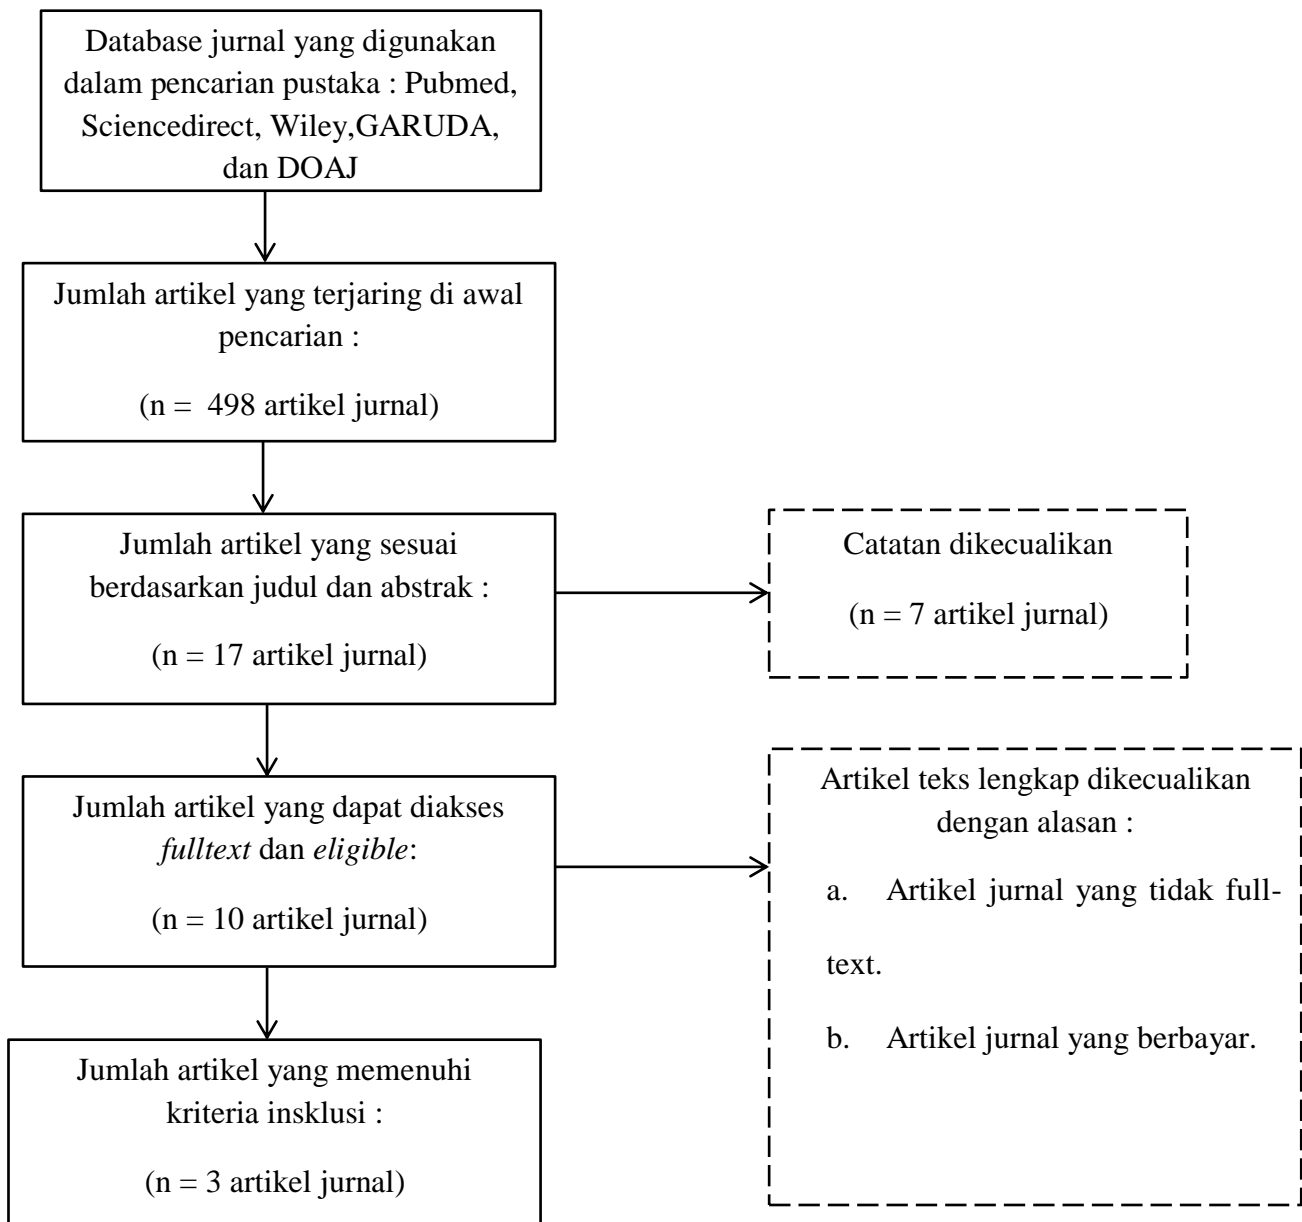 Database jurnal yang digunakan
dalam pencarian pustaka : Pubmed,
Sciencedirect, Wiley,GARUDA,
dan DOAJ
Jumlah artikel yang terjaring di awal
pencarian :
(n =  498 artikel jurnal)
Jumlah artikel yang sesuai
berdasarkan judul dan abstrak :
(n = 17 artikel jurnal)
Catatan dikecualikan
(n = 7 artikel jurnal)
Jumlah artikel yang dapat diakses
fulltext dan eligible:
(n = 10 artikel jurnal)
Artikel teks lengkap dikecualikan
dengan alasan :
a. Artikel jurnal yang tidak full-
text.
b. Artikel jurnal yang berbayar.
Jumlah artikel yang memenuhi
kriteria insklusi :
(n = 3 artikel jurnal)